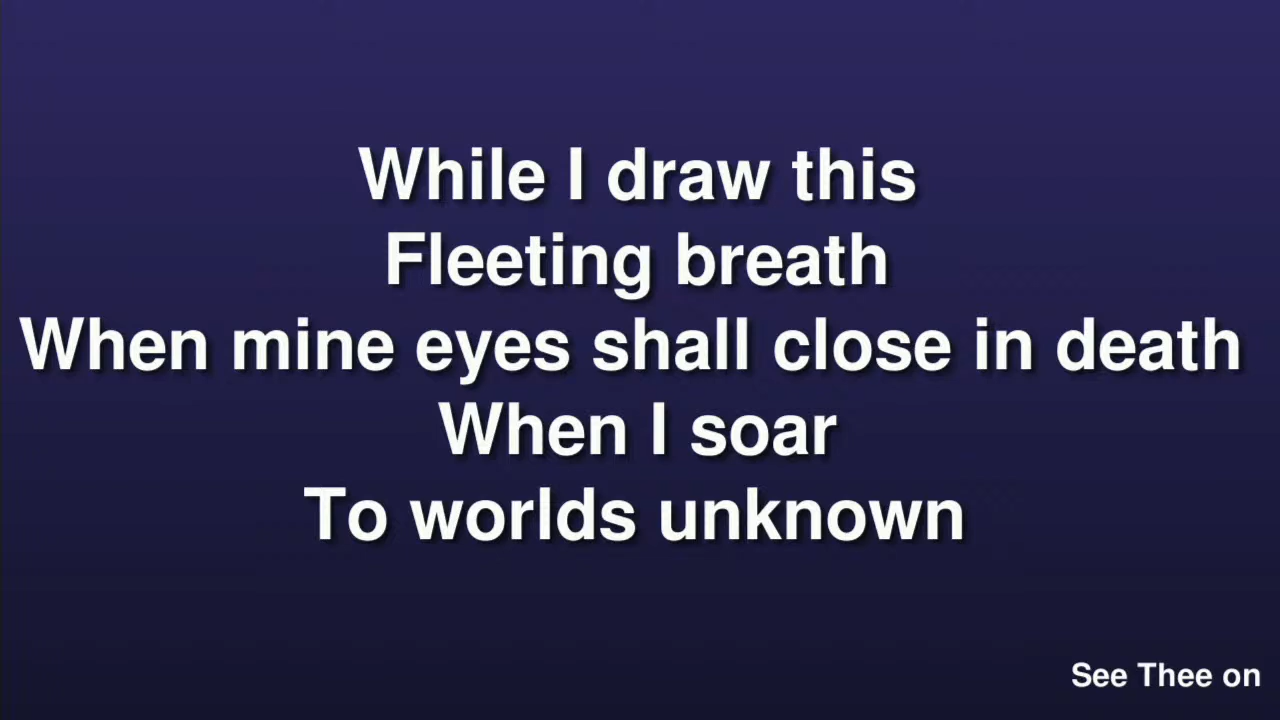 While I draw this
Fleeting breath
When mine eyes shall close in death
When I soar
To worlds unknown
See Thee on